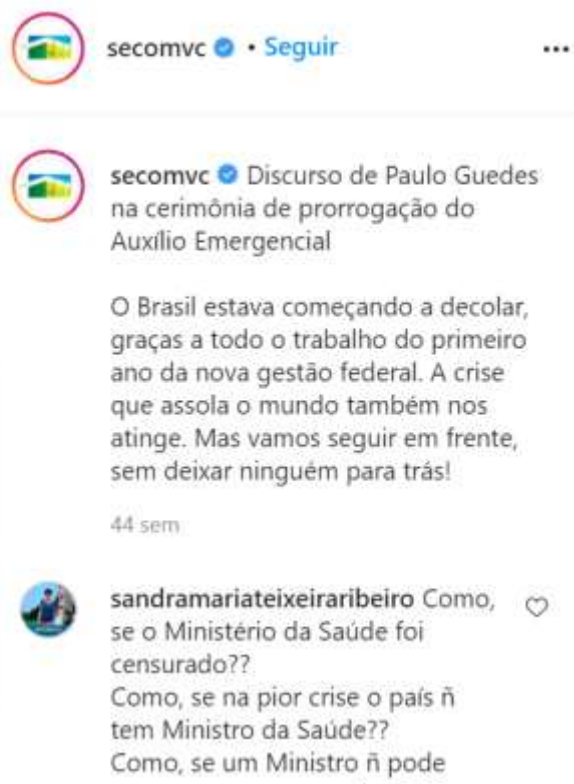 secomvc • Seguir
secomvc Discurso de Paulo Guedes
na cerimônia de prorrogação do
Auxílio Emergencial
O Brasil estava começando a decolar,
graças a todo o trabalho do primeiro
ano da nova gestão federal. A crise
que assola o mundo também nos
atinge. Mas vamos seguir em frente,
sem deixar ninguém para trás!
44 sem
sandramariateixeiraribeiro Como,
se o Ministério da Saúde foi
censurado??
Como, se na pior crise o país ñ
tem Ministro da Saúde??
Como, se um Ministro ñ pode